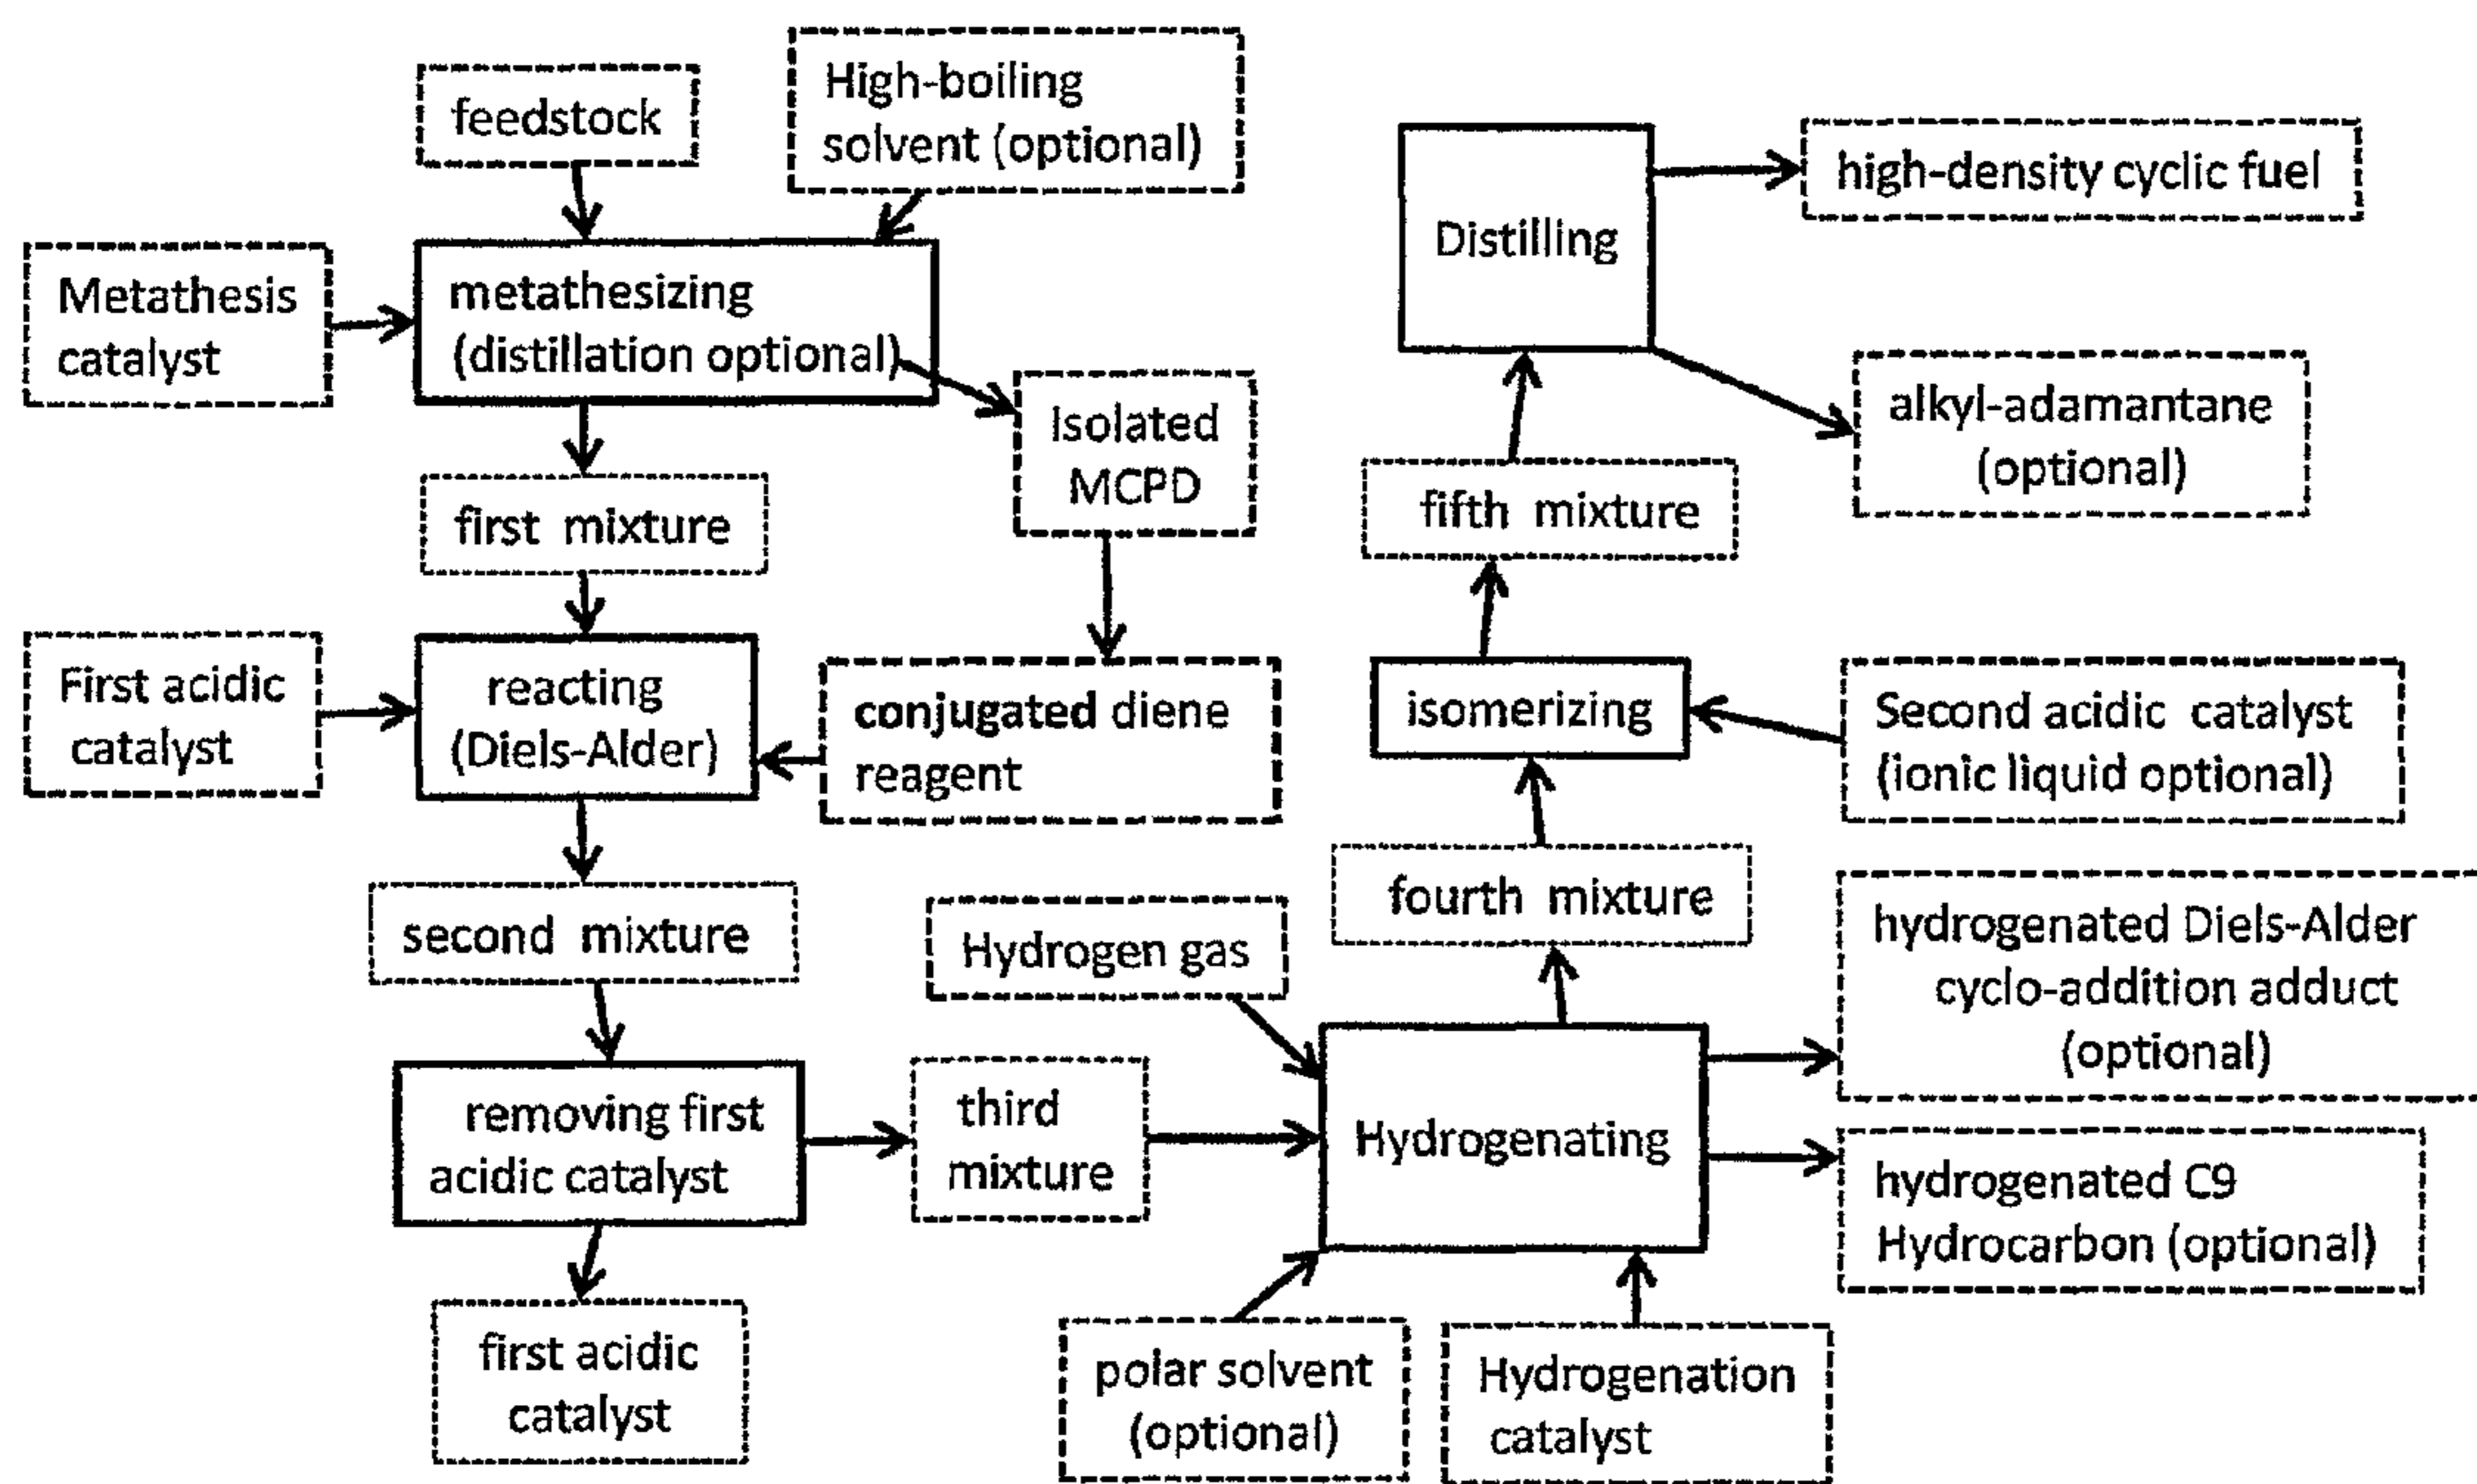 feedstock
High-boiling
solvent (optional)
Metathesis
catalyst
metathesizing
(distillation optional)
Isolated
MCPD
first mixture
First acidic
catalyst
reacting
(Diels-Alder)
conjugated diene
reagent
second mixture
removing first
acidic catalyst
first acidic
catalyst
third
mixture
Hydrogen gas
Hydrogenating
polar solvent
(optional)
Hydrogenation
catalyst
hydrogenated Diels-Alder
cyclo-addition adduct
(optional)
hydrogenated C9
Hydrocarbon (optional)
fourth mixture
isomerizing
Second acidic catalyst
(ionic liquid optional)
fifth mixture
Distilling
high-density cyclic fuel
alkyl-adamantane
(optional)